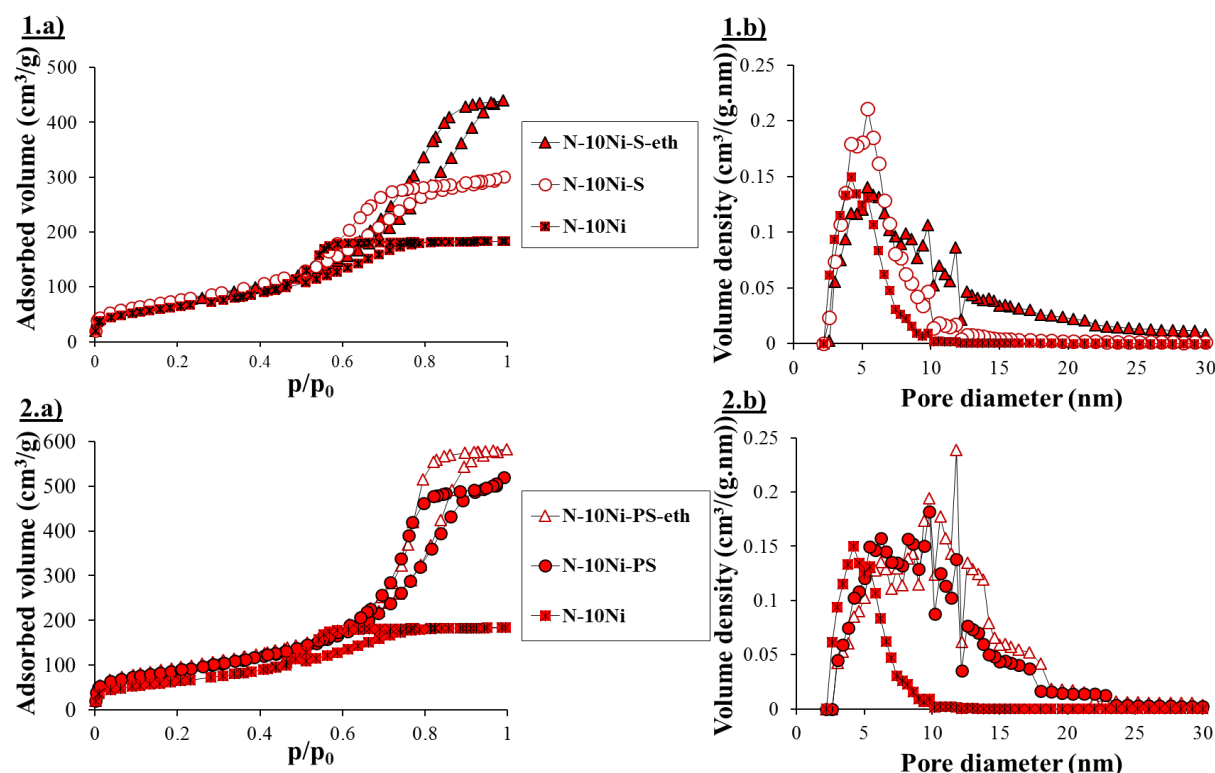 1.a)
Adsorbed volume (cm³/g)
500
400
300
200
100
0
0
0.2
0.4
0.6
0.8
1
p/p₀
N-10Ni-S-eth
N-10Ni-S
N-10Ni
1.b)
Volume density (cm³/(g.nm))
0.25
0.2
0.15
0.1
0.05
0
0
5
10
15
20
25
30
Pore diameter (nm)
2.a)
Adsorbed volume (cm³/g)
600
500
400
300
200
100
0
0
0.2
0.4
0.6
0.8
1
p/p₀
N-10Ni-PS-eth
N-10Ni-PS
N-10Ni
2.b)
Volume density (cm³/(g.nm))
0.25
0.2
0.15
0.1
0.05
0
0
5
10
15
20
25
30
Pore diameter (nm)